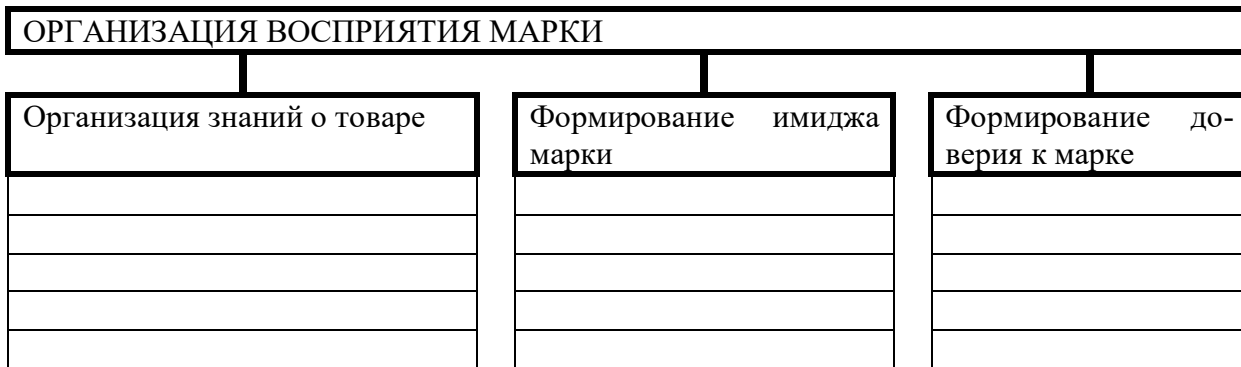 ОРГАНИЗАЦИЯ ВОСПРИЯТИЯ МАРКИ
Организация знаний о товаре
Формирование имиджа
марки
Формирование до-
верия к марке